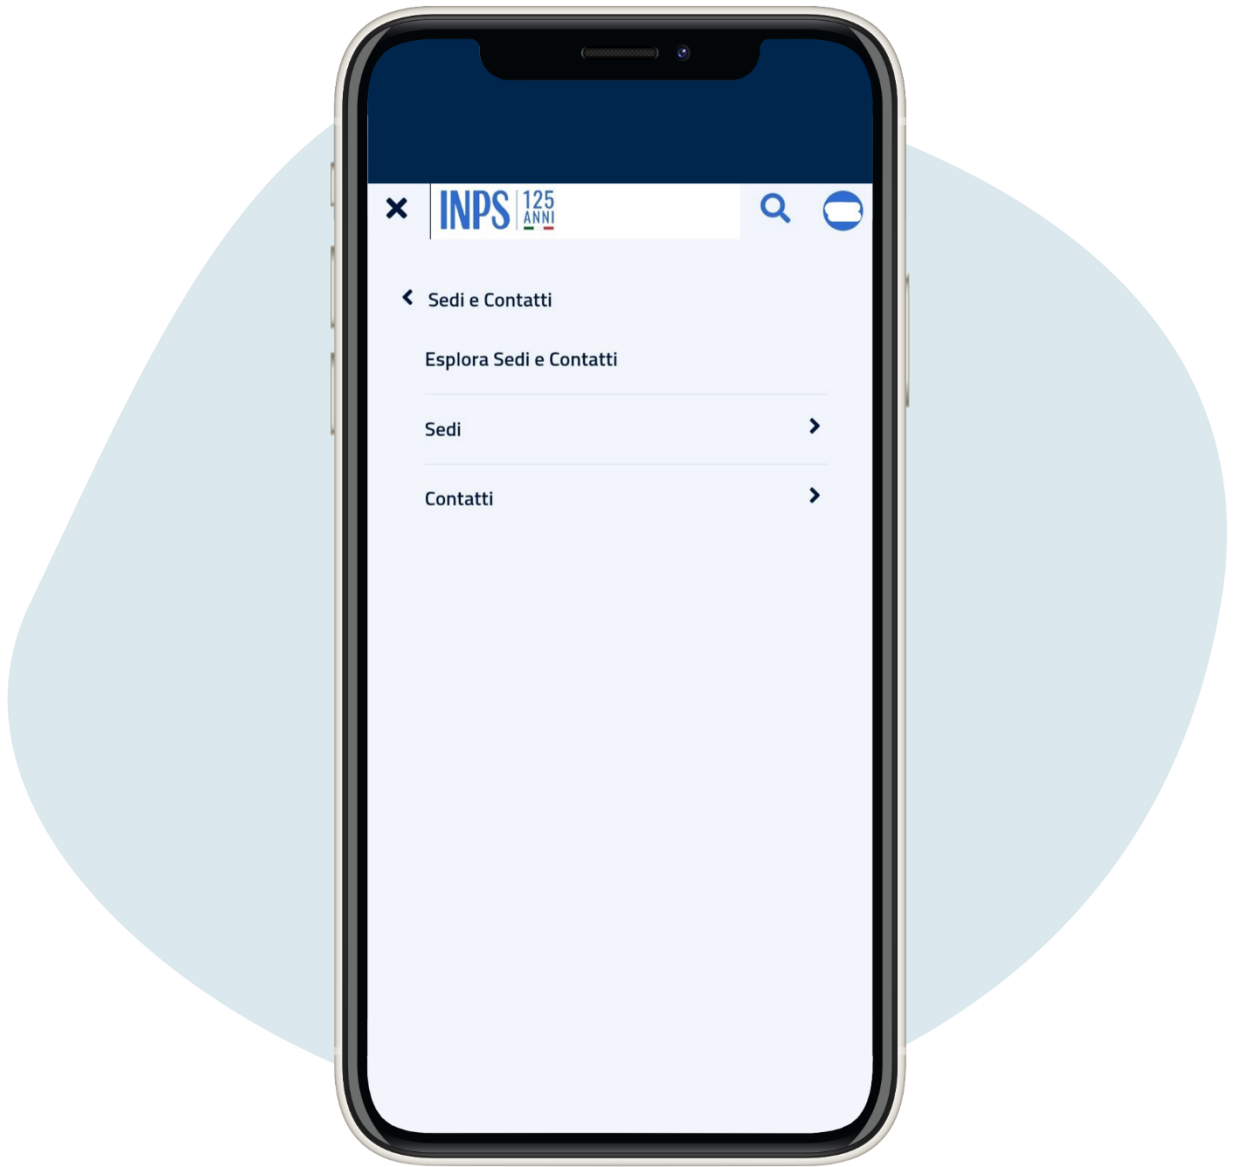 INPS 125
ANNI
Sedi e Contatti
Esplora Sedi e Contatti
Sedi
Contatti